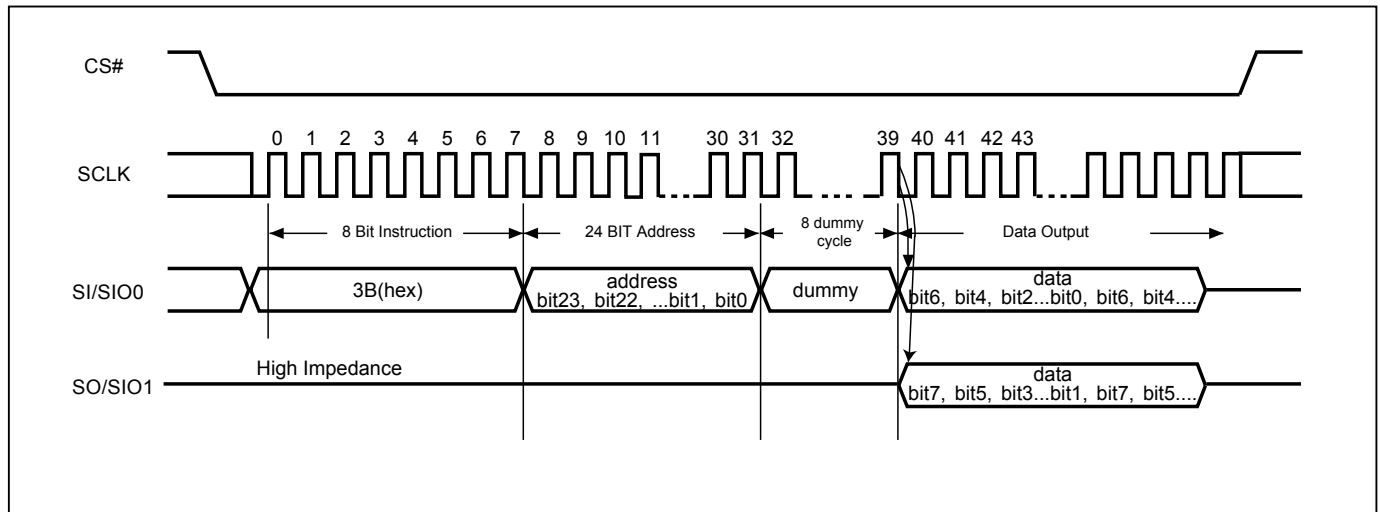 CS#
0 1 2 3 4 5 6 7 8 9 10 11 30 31 32 39 40 41 42 43
SCLK
8 Bit Instruction
24 BIT Address
8 dummy
cycle
Data Output
SI/SIO0
3B(hex)
address
bit23, bit22, ...bit1, bit0
dummy
data
bit6, bit4, bit2...bit0, bit6, bit4....
High Impedance
SO/SIO1
data
bit7, bit5, bit3...bit1, bit7, bit5....